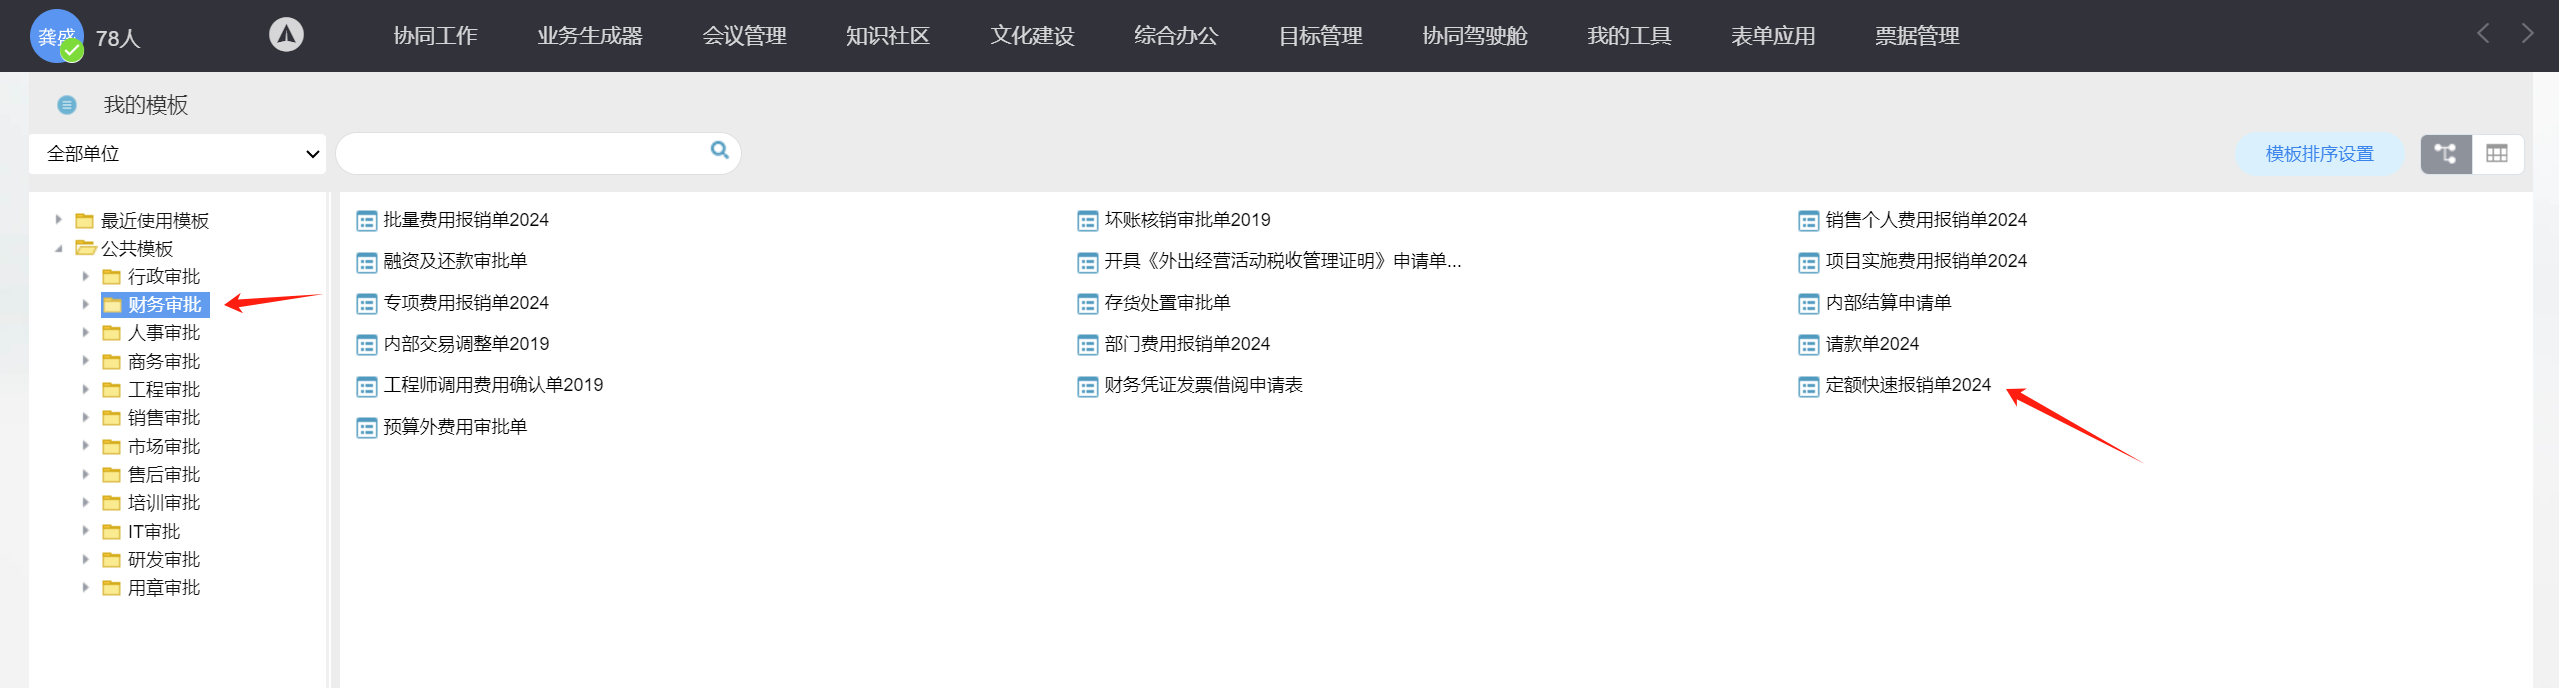 龚盛 78人 协同工作 业务生成器 会议管理 知识社区 文化建设 综合办公 目标管理 协同驾驶舱 我的工具 表单应用 票据管理
我的模板
全部单位 模板排序设置
最近使用模板
公共模板
行政审批
财务审批
人事审批
商务审批
工程审批
销售审批
市场审批
售后审批
培训审批
IT审批
研发审批
用章审批
批量费用报销单2024 坏账核销审批单2019 销售个人费用报销单2024
融资及还款审批单 开具《外出经营活动税收管理证明》申请单... 项目实施费用报销单2024
专项费用报销单2024 存货处置审批单 内部结算申请单
内部交易调整单2019 部门费用报销单2024 请款单2024
工程师调用费用确认单2019 财务凭证发票借阅申请表 定额快速报销单2024
预算外费用审批单